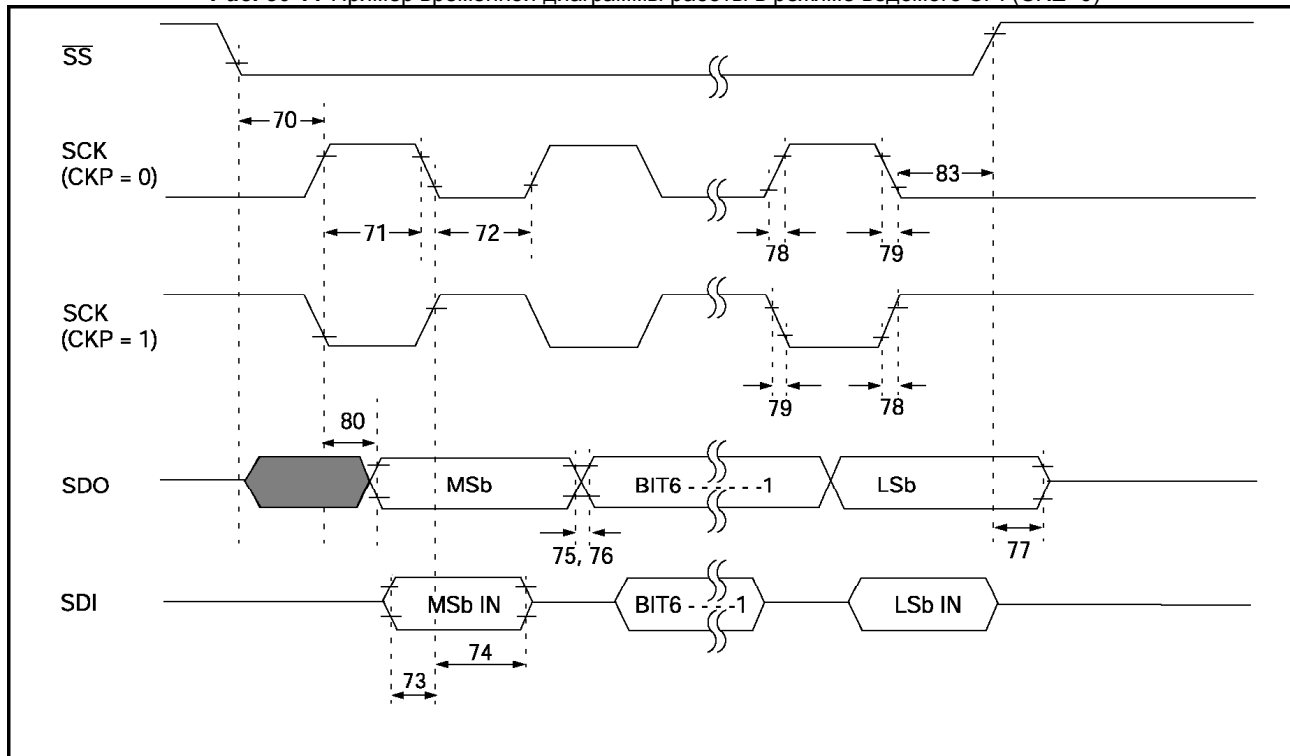 SS
70
SCK
(CKP = 0)
83
71
72
78
79
SCK
(CKP = 1)
79
78
80
SDO
MSb
BIT6 - - - - - -1
LSb
75, 76
77
SDI
MSb IN
BIT6 - - - -1
LSb IN
74
73